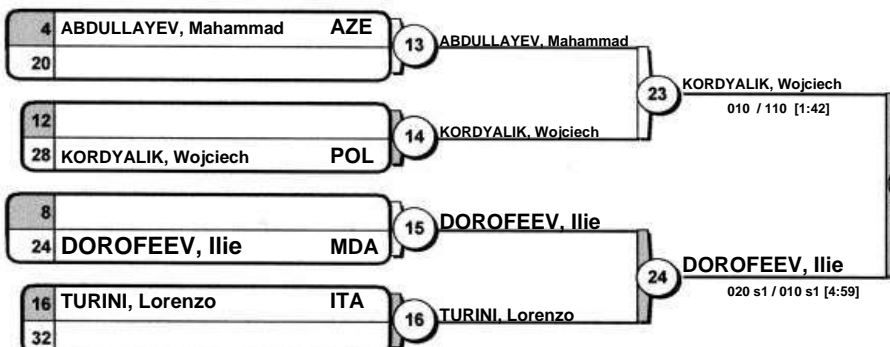 4 ABDULLAYEV, Mahammad AZE
20
13
ABDULLAYEV, Mahammad
12
28 KORDYALIK, Wojciech POL
14
KORDYALIK, Wojciech
23
KORDYALIK, Wojciech
010 / 110 [1:42]
8
24 DOROFEEV, Ilie MDA
15
DOROFEEV, Ilie
16 TURINI, Lorenzo ITA
32
16
TURINI, Lorenzo
24
DOROFEEV, Ilie
020 s1 / 010 s1 [4:59]